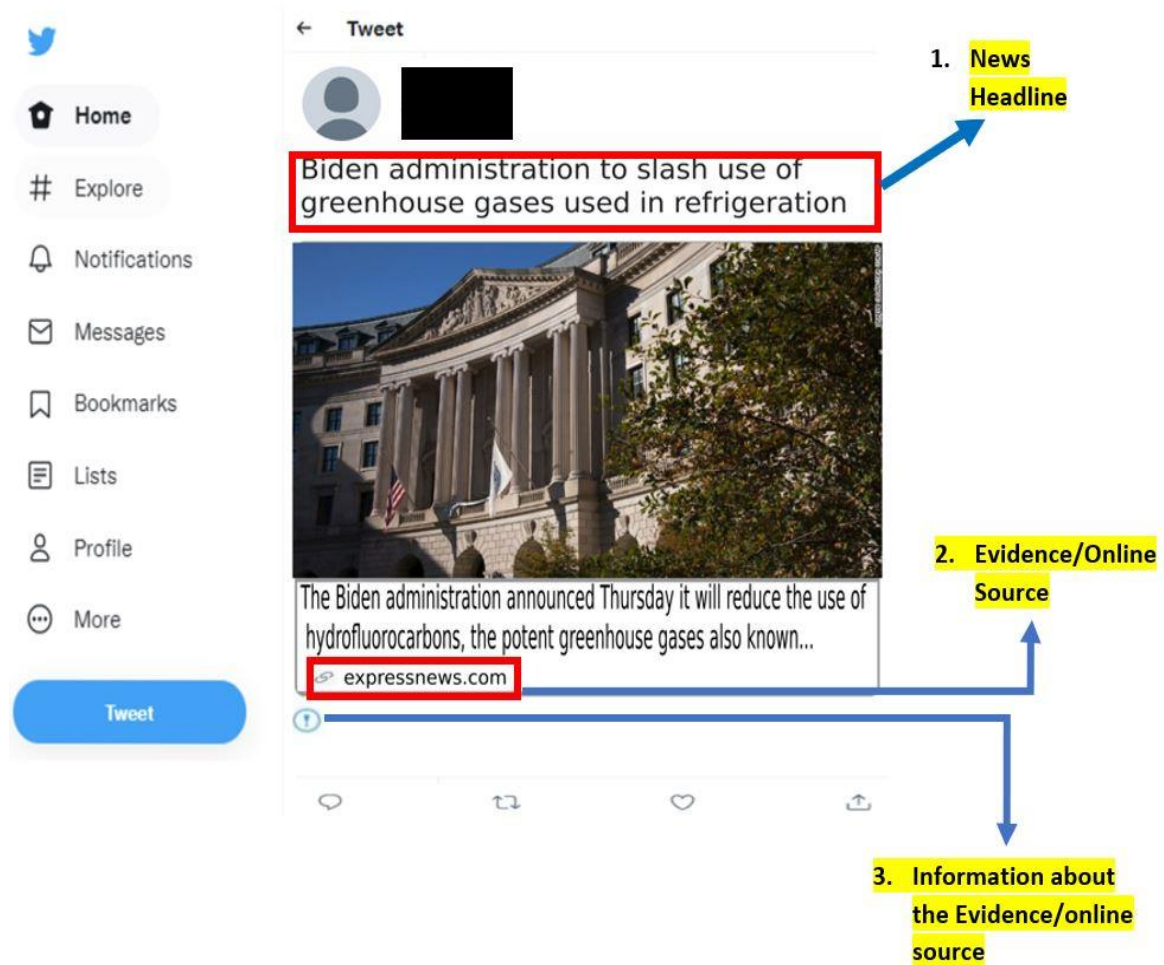 Tweet
1. News
Headline
Home
Biden administration to slash use of
greenhouse gases used in refrigeration
# Explore
Notifications
Messages
Bookmarks
Lists
Profile
More
Tweet
The Biden administration announced Thursday it will reduce the use of
hydrofluorocarbons, the potent greenhouse gases also known...
expressnews.com
2. Evidence/Online
Source
3. Information about
the Evidence/online
source